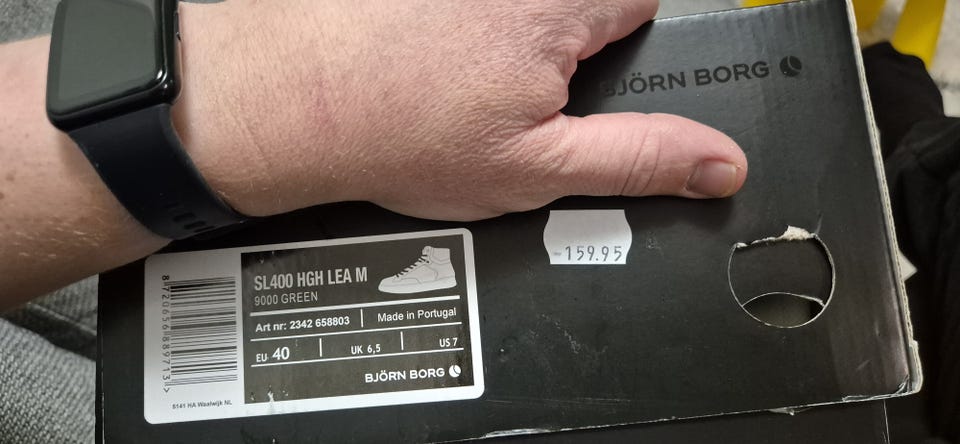 BJÖRN BORG
159.95
SL400 HGH LEA M
9000 GREEN
Art nr: 2342 658803 Made in Portugal
EU 40 UK 6,5 US 7
BJÖRN BORG
8720656889713
5141 HA Waalwijk NL